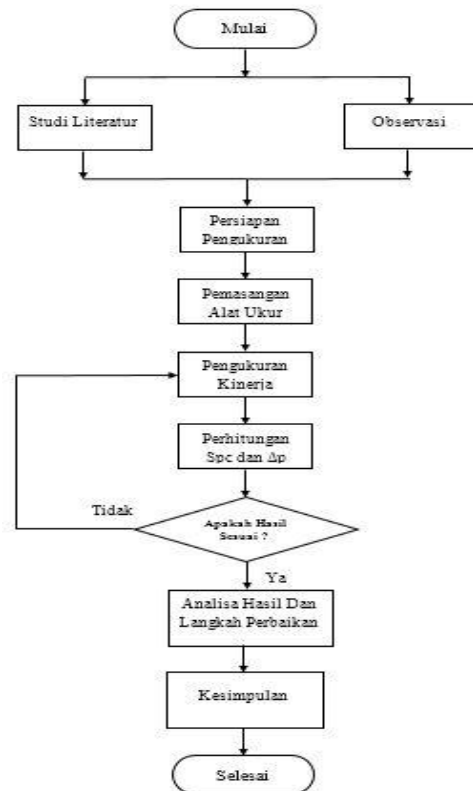 Mulai
Studi Literatur
Observasi
Persiapan
Pengukuran
Pemasangan
Alat Ukur
Pengukuran
Kinerja
Perhitungan
Spc dan Δp
Tidak
Apakah Hasil
Sesuai ?
Ya
Analisa Hasil Dan
Langkah Perbaikan
Kesimpulan
Selesai